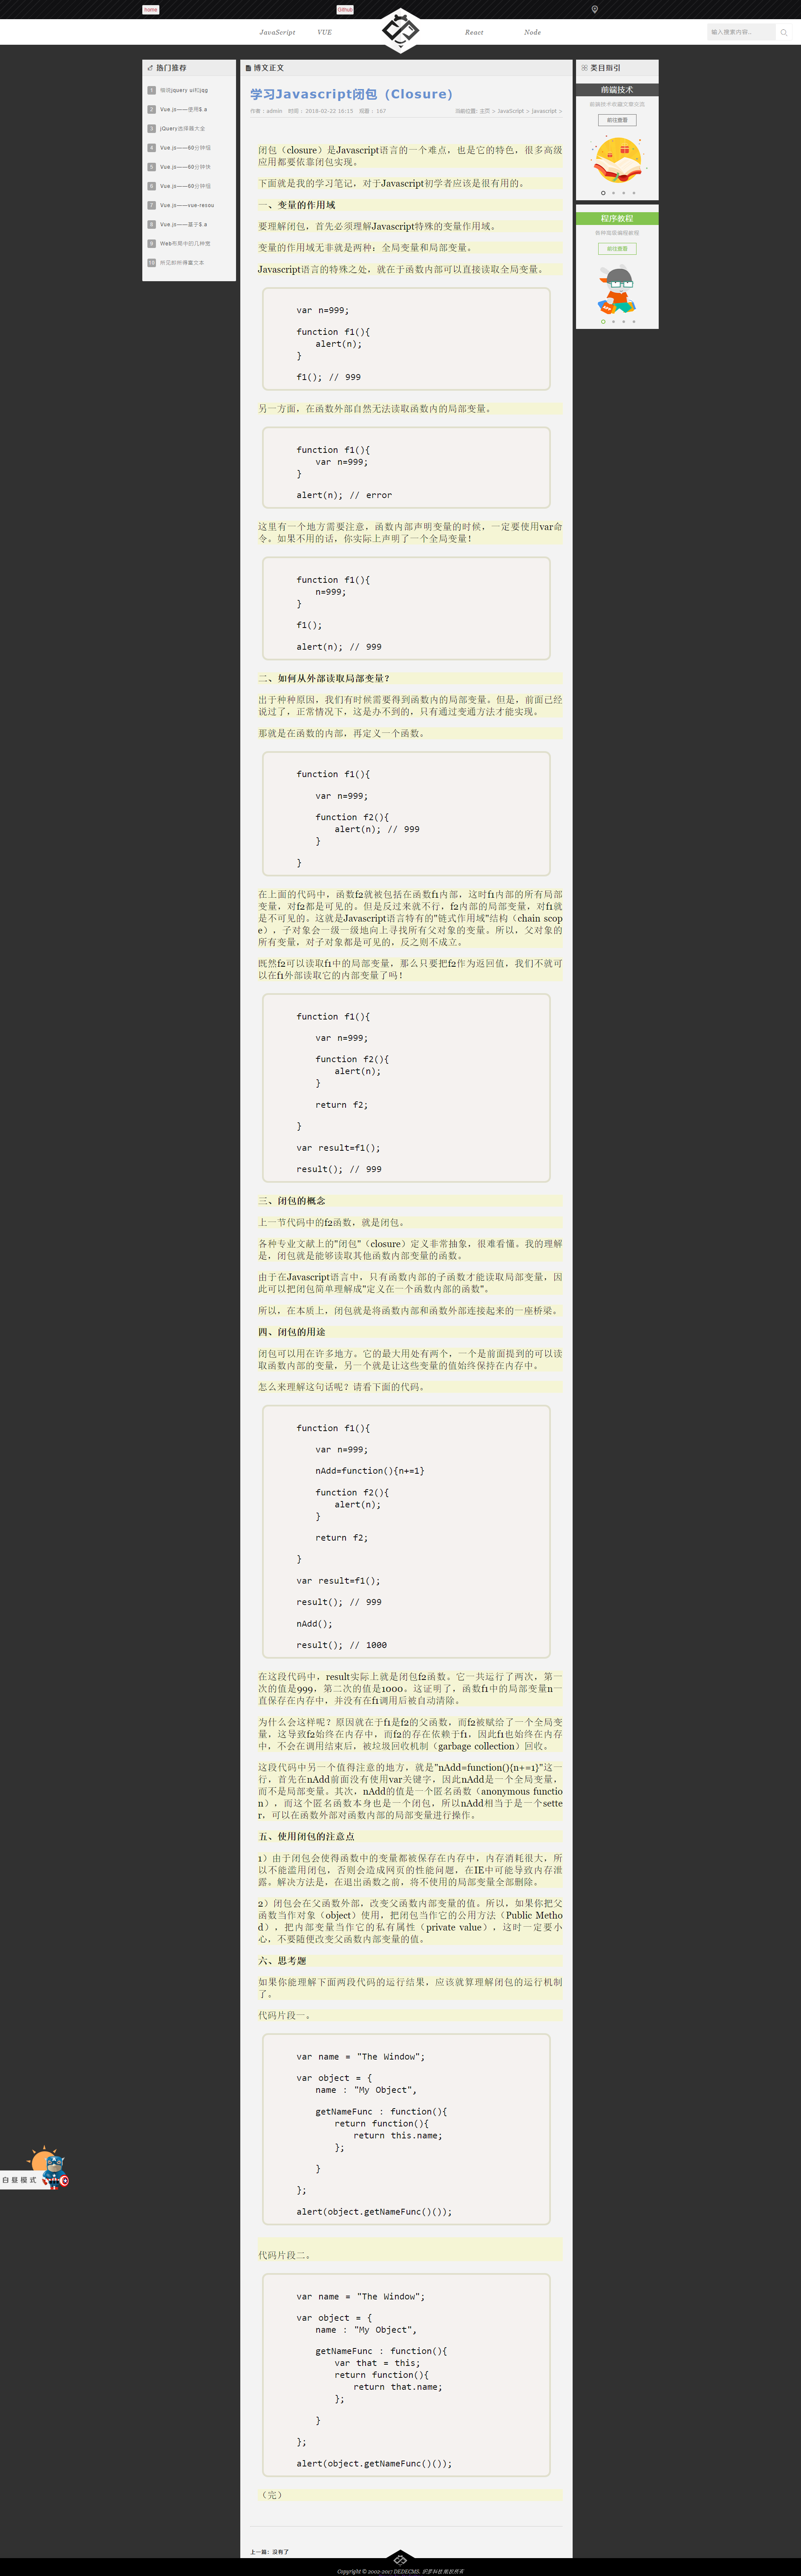 home
Github
JavaScript
VUE
React
Node
输入搜索内容...
热门推荐
1
2 Vue.js——使用$.a
3 jQuery选择器大全
4 Vue.js——60分钟组
5 Vue.js——60分钟快
6 Vue.js——60分钟组
7 Vue.js——vue-resou
8 Vue.js——基于$.a
9 Web布局中的几种宽
10 所见即所得富文本
博文正文
学习Javascript闭包（Closure）
作者：admin 时间：2018-02-22 16:15 观看：167
当前位置: 主页 > JavaScript > Javascript >
闭包（closure）是Javascript语言的一个难点，也是它的特色，很多高级
应用都要依靠闭包实现。
下面就是我的学习笔记，对于Javascript初学者应该是很有用的。
一、变量的作用域
要理解闭包，首先必须理解Javascript特殊的变量作用域。
变量的作用域无非就是两种：全局变量和局部变量。
Javascript语言的特殊之处，就在于函数内部可以直接读取全局变量。
var n=999;
function f1(){
alert(n);
}
f1(); // 999
另一方面，在函数外部自然无法读取函数内的局部变量。
function f1(){
var n=999;
}
alert(n); // error
这里有一个地方需要注意，函数内部声明变量的时候，一定要使用var命
令。如果不用的话，你实际上声明了一个全局变量！
function f1(){
n=999;
}
f1();
alert(n); // 999
二、如何从外部读取局部变量？
出于种种原因，我们有时候需要得到函数内的局部变量。但是，前面已经
说过了，正常情况下，这是办不到的，只有通过变通方法才能实现。
那就是在函数的内部，再定义一个函数。
function f1(){
var n=999;
function f2(){
alert(n); // 999
}
}
在上面的代码中，函数f2就被包括在函数f1内部，这时f1内部的所有局部
变量，对f2都是可见的。但是反过来就不行，f2内部的局部变量，对f1就
是不可见的。这就是Javascript语言特有的"链式作用域"结构（chain scop
e），子对象会一级一级地向上寻找所有父对象的变量。所以，父对象的
所有变量，对子对象都是可见的，反之则不成立。
既然f2可以读取f1中的局部变量，那么只要把f2作为返回值，我们不就可
以在f1外部读取它的内部变量了吗！
function f1(){
var n=999;
function f2(){
alert(n);
}
return f2;
}
var result=f1();
result(); // 999
三、闭包的概念
上一节代码中的f2函数，就是闭包。
各种专业文献上的"闭包"（closure）定义非常抽象，很难看懂。我的理解
是，闭包就是能够读取其他函数内部变量的函数。
由于在Javascript语言中，只有函数内部的子函数才能读取局部变量，因
此可以把闭包简单理解成"定义在一个函数内部的函数"。
所以，在本质上，闭包就是将函数内部和函数外部连接起来的一座桥梁。
四、闭包的用途
闭包可以用在许多地方。它的最大用处有两个，一个是前面提到的可以读
取函数内部的变量，另一个就是让这些变量的值始终保持在内存中。
怎么来理解这句话呢？请看下面的代码。
function f1(){
var n=999;
nAdd=function(){n+=1}
function f2(){
alert(n);
}
return f2;
}
var result=f1();
result(); // 999
nAdd();
result(); // 1000
在这段代码中，result实际上就是闭包f2函数。它一共运行了两次，第一
次的值是999，第二次的值是1000。这证明了，函数f1中的局部变量n一
直保存在内存中，并没有在f1调用后被自动清除。
为什么会这样呢？原因就在于f1是f2的父函数，而f2被赋给了一个全局变
量，这导致f2始终在内存中，而f2的存在依赖于f1，因此f1也始终在内存
中，不会在调用结束后，被垃圾回收机制（garbage collection）回收。
这段代码中另一个值得注意的地方，就是"nAdd=function(){n+=1}"这一
行，首先在nAdd前面没有使用var关键字，因此nAdd是一个全局变量，
而不是局部变量。其次，nAdd的值是一个匿名函数（anonymous functio
n），而这个匿名函数本身也是一个闭包，所以nAdd相当于是一个sette
r，可以在函数外部对函数内部的局部变量进行操作。
五、使用闭包的注意点
1）由于闭包会使得函数中的变量都被保存在内存中，内存消耗很大，所
以不能滥用闭包，否则会造成网页的性能问题，在IE中可能导致内存泄
露。解决方法是，在退出函数之前，将不使用的局部变量全部删除。
2）闭包会在父函数外部，改变父函数内部变量的值。所以，如果你把父
函数当作对象（object）使用，把闭包当作它的公用方法（Public Metho
d），把内部变量当作它的私有属性（private value），这时一定要小
心，不要随便改变父函数内部变量的值。
六、思考题
如果你能理解下面两段代码的运行结果，应该就算理解闭包的运行机制
了。
代码片段一。
var name = "The Window";
var object = {
name : "My Object",
getNameFunc : function(){
return function(){
return this.name;
};
}
};
alert(object.getNameFunc()());
代码片段二。
var name = "The Window";
var object = {
name : "My Object",
getNameFunc : function(){
var that = this;
return function(){
return that.name;
};
}
};
alert(object.getNameFunc()());
（完）
上一篇：没有了
类目指引
前端技术
前端技术前篇文章浏览
前往查看
程序教程
各种底层编程教程
前往查看
白昼模式
Copyright © 2002-2017 DEDECMS. 织梦科技 版权所有